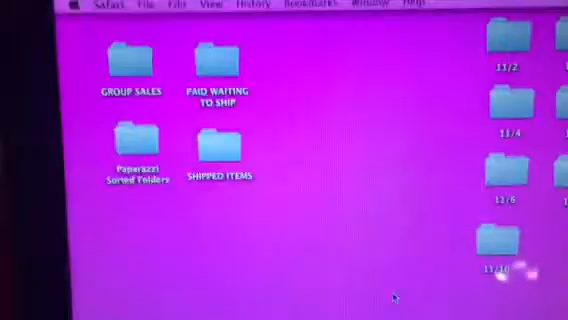 Safari File Edit View History Bookmarks Window Help
GROUP SALES
PAID WAITING
TO SHIP
Paparazzi
Sorted Folders
SHIPPED ITEMS
11/2
11/4
11/10